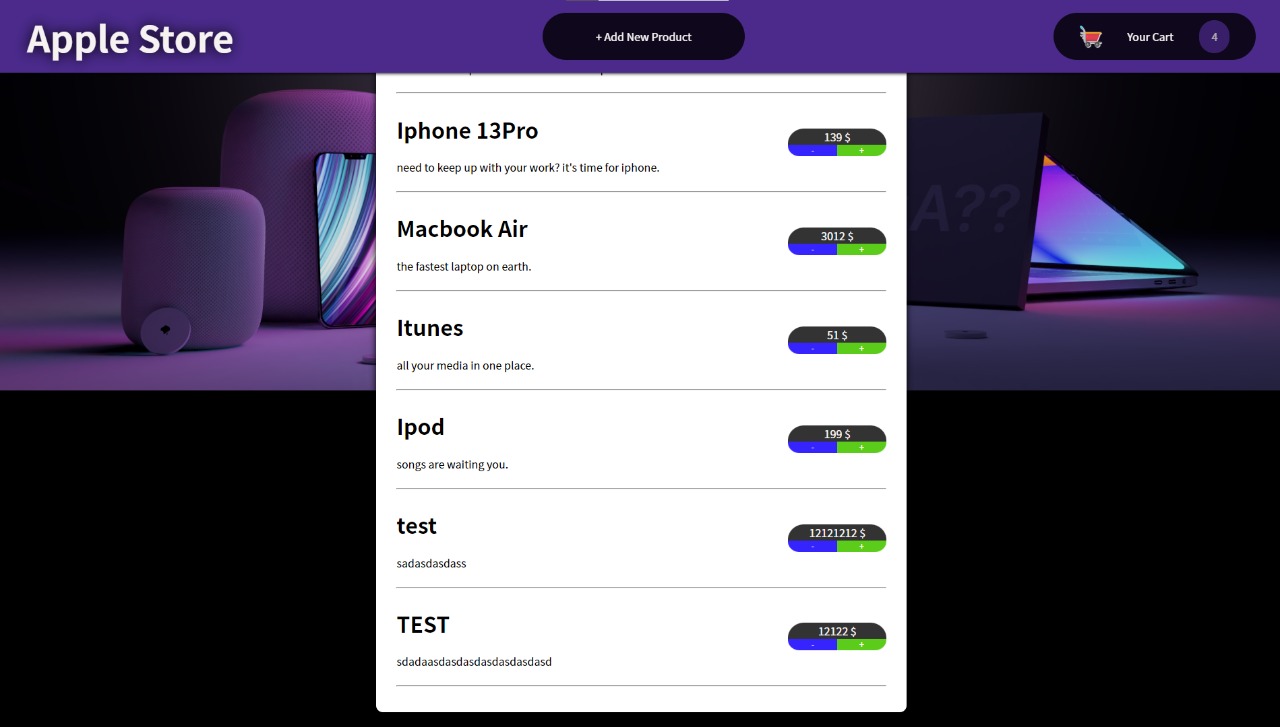 Apple Store
+ Add New Product
Your Cart
4
Iphone 13Pro
139 $
- +
need to keep up with your work? it's time for iphone.
Macbook Air
3012 $
- +
the fastest laptop on earth.
A??
Itunes
51 $
- +
all your media in one place.
Ipod
199 $
- +
songs are waiting you.
test
12121212 $
- +
sadasdasdass
TEST
12122 $
- +
sdadaasdasdasdasdasdasdasd